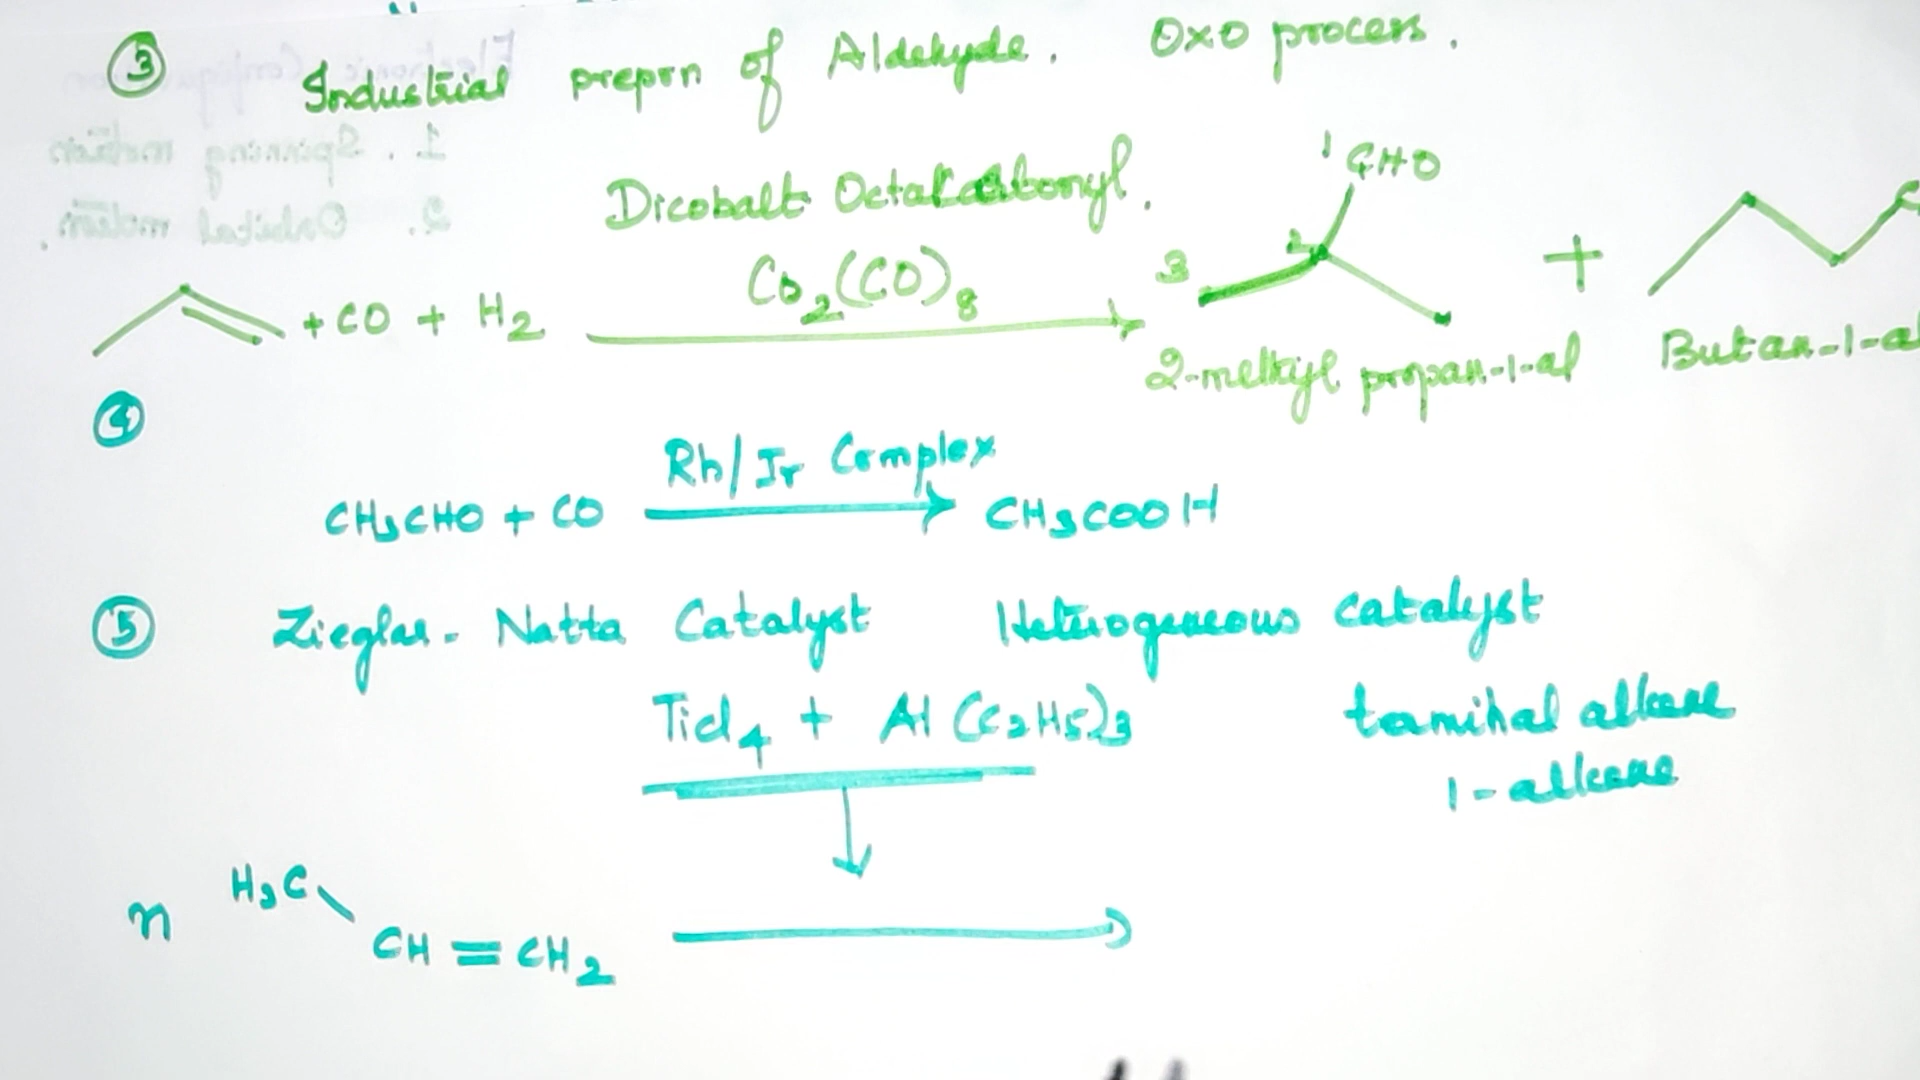 3 Industrial prepn of Aldehyde. Oxo process.
Dicobalt Octacarbonyl.
1 CHO
Co2(CO)8
3 2
+ CO + H2
+
2-methyl propan-1-al
Butan-1-al
4
Rh/Ir Complex
CH3CHO + CO → CH3COOH
5 Zieglar - Natta Catalyst Heterogeneous catalyst
TiCl4 + Al(C2H5)3
terminal alkene
1-alkene
n H3C
CH=CH2